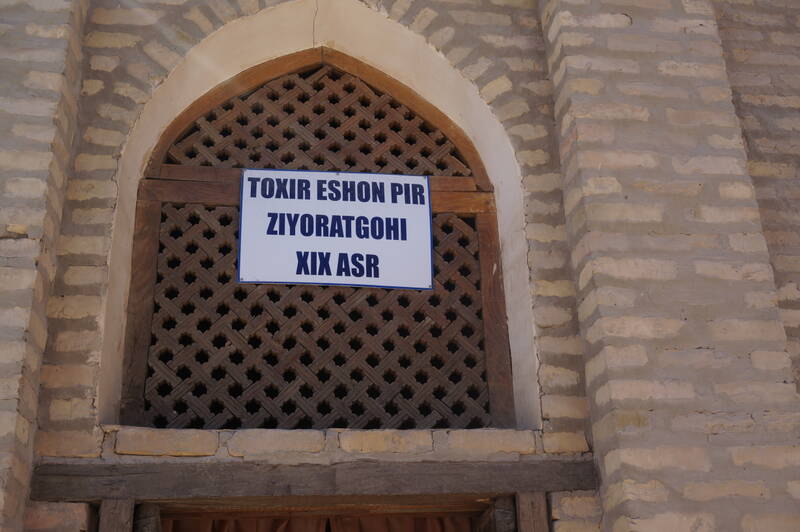 TOXIR ESHON PIR
ZIYORATGOHI
XIX ASR